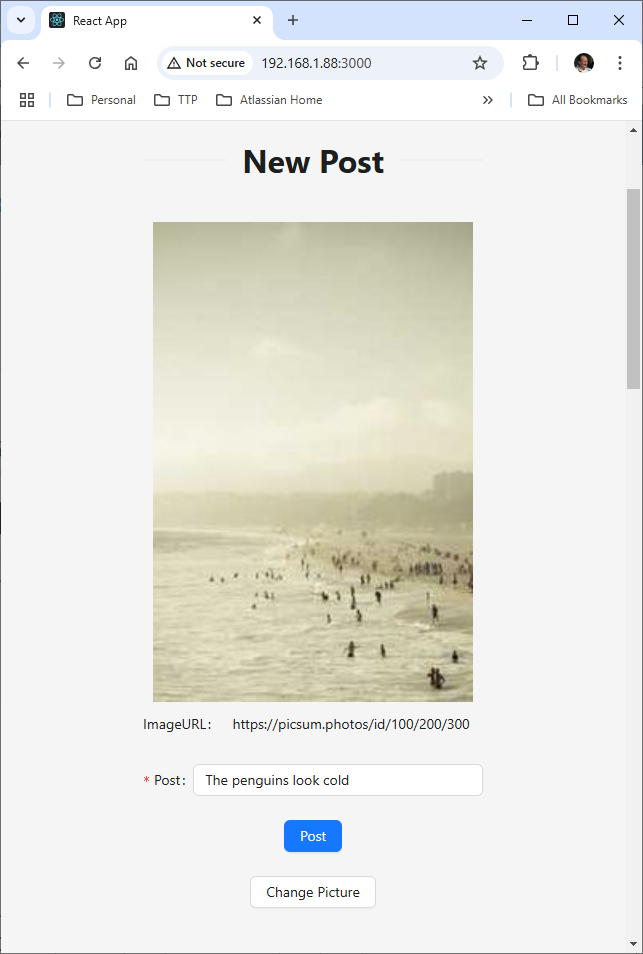 React App
Not secure 192.168.1.88:3000
Personal TTP Atlassian Home All Bookmarks
New Post
ImageURL: https://picsum.photos/id/100/200/300
* Post: The penguins look cold
Post
Change Picture